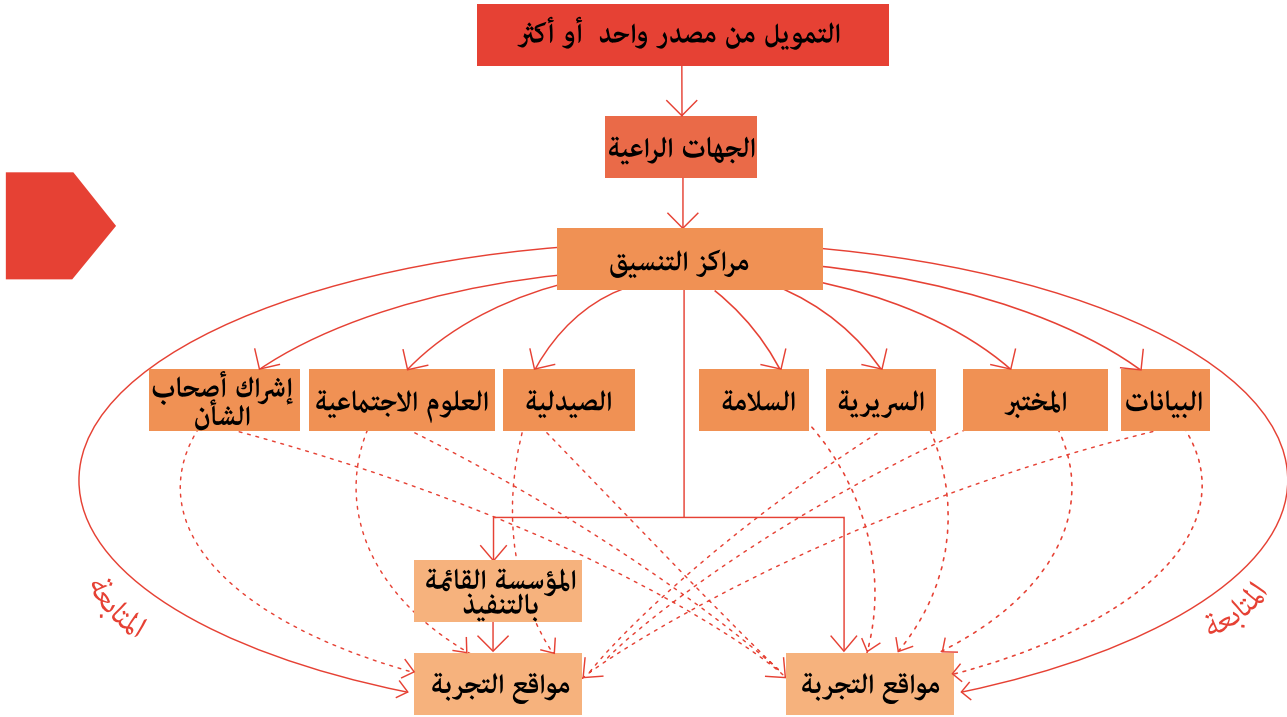 التمويل من مصدر واحد أو أكثر
الجهات الراعية
مراكز التنسيق
البيانات
المختبر
السريرية
السلامة
الصيدلية
العلوم الاجتماعية
إشراك أصحاب
الشأن
المؤسسة القائمة
بالتنفيذ
المتابعة
المتابعة
مواقع التجربة
مواقع التجربة